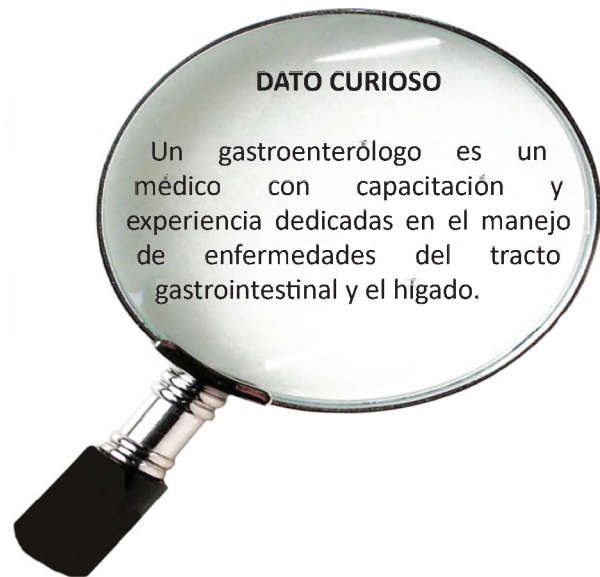 DATO CURIOSO
Un gastroenterólogo es un
médico con capacitación y
experiencia dedicadas en el manejo
de enfermedades del tracto
gastrointestinal y el hígado.